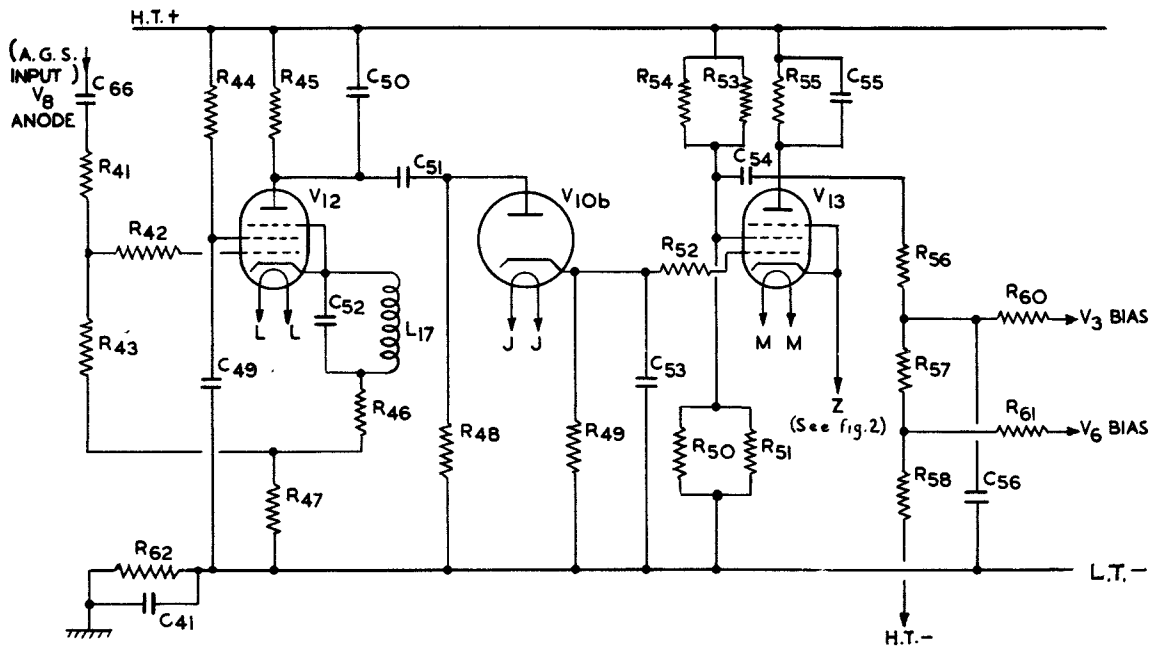 H.T.+
(A.G.S.
INPUT )
V8
ANODE
C66
R44
R45
C50
R54
R53
R55
C55
R41
C51
C54
V12
V10b
V13
R42
R52
R56
C52
L17
R60
V3 BIAS
L L
J J
M M
R43
C49
C53
R57
R46
Z
(See fig.2)
R61
V6 BIAS
R48
R49
R50
R51
R58
C56
R47
R62
L.T.-
C41
H.T.-